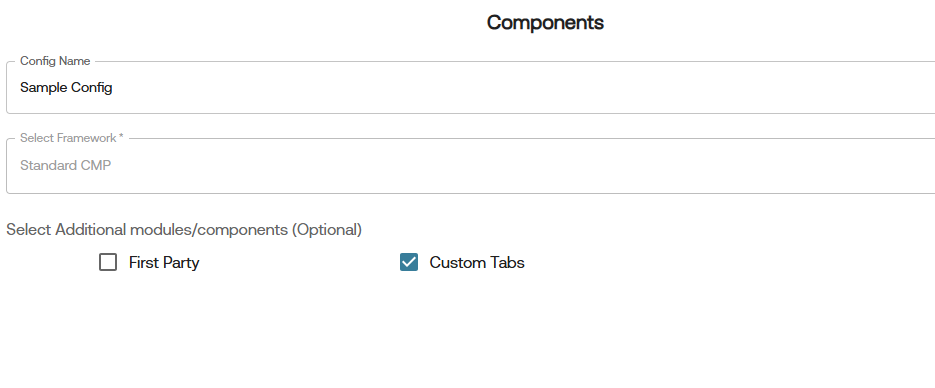 Components
Config Name
Sample Config
Select Framework *
Standard CMP
Select Additional modules/components (Optional)
First Party
Custom Tabs